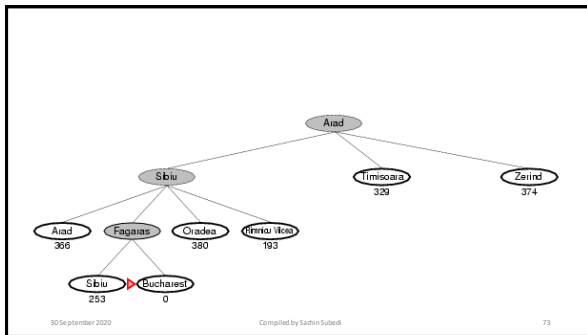 Arad
Sibiu Timisoara Zerind
329 374
Arad Fagaras Oradea Rimnicu Vilcea
366 380 193
Sibiu Bucharest
253 0
30 September 2020 Compiled by Sachin Subedi 73